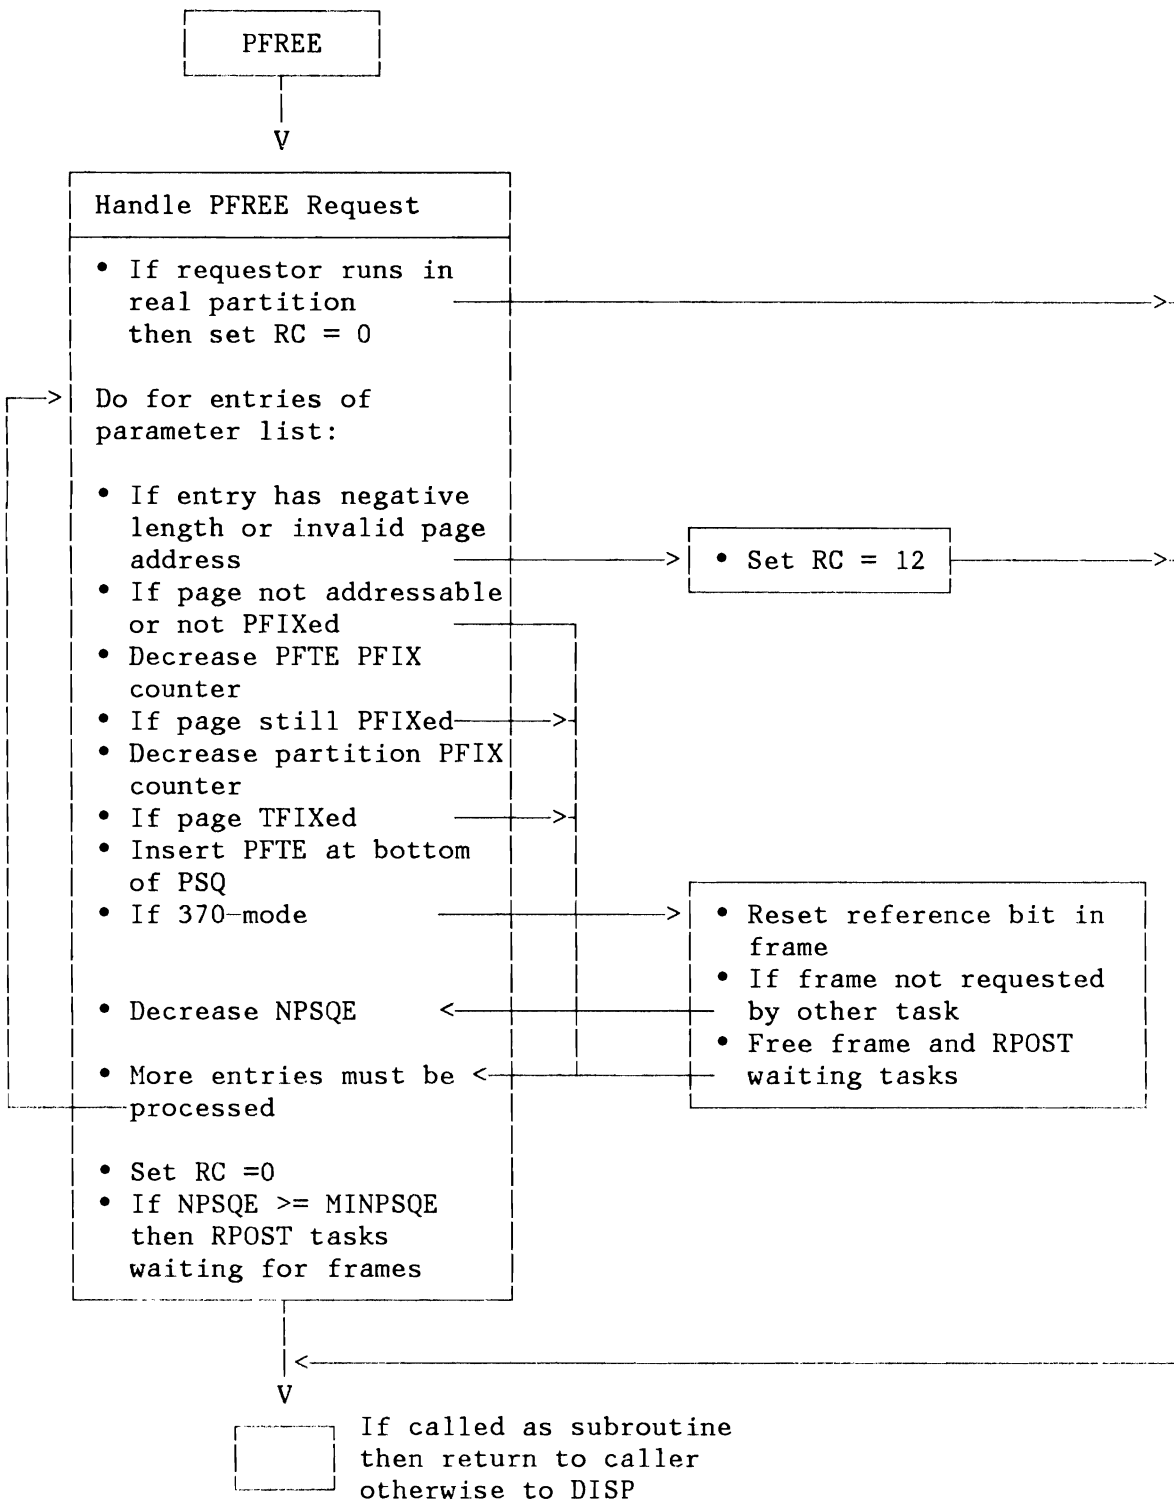 PFREE
V
Handle PFREE Request
• If requestor runs in
real partition
then set RC = 0
Do for entries of
parameter list:
• If entry has negative
length or invalid page
address
• Set RC = 12
• If page not addressable
or not PFIXed
• Decrease PFTE PFIX
counter
• If page still PFIXed
• Decrease partition PFIX
counter
• If page TFIXed
• Insert PFTE at bottom
of PSQ
• If 370-mode
• Decrease NPSQE
• Reset reference bit in
frame
• If frame not requested
by other task
• Free frame and RPOST
waiting tasks
• More entries must be
processed
• Set RC =0
• If NPSQE >= MINPSQE
then RPOST tasks
waiting for frames
V
If called as subroutine
then return to caller
otherwise to DISP